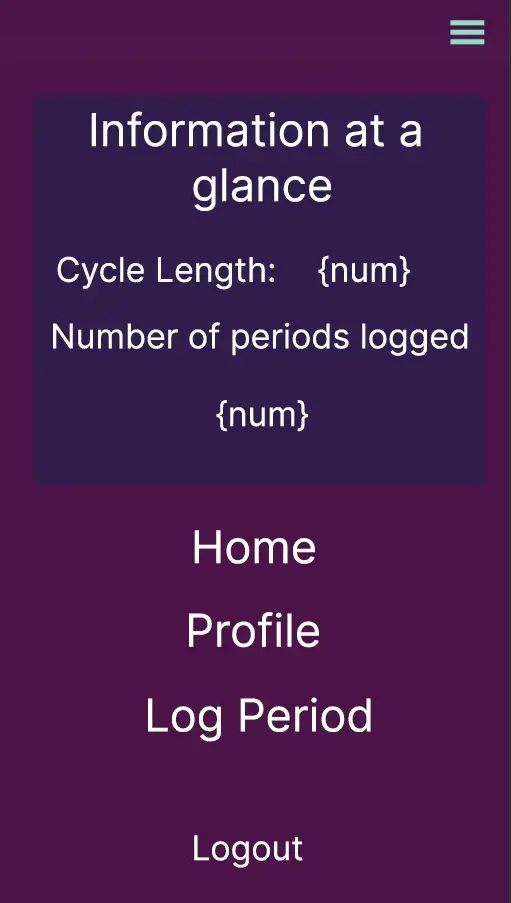 Information at a
glance
Cycle Length: {num}
Number of periods logged
{num}
Home
Profile
Log Period
Logout